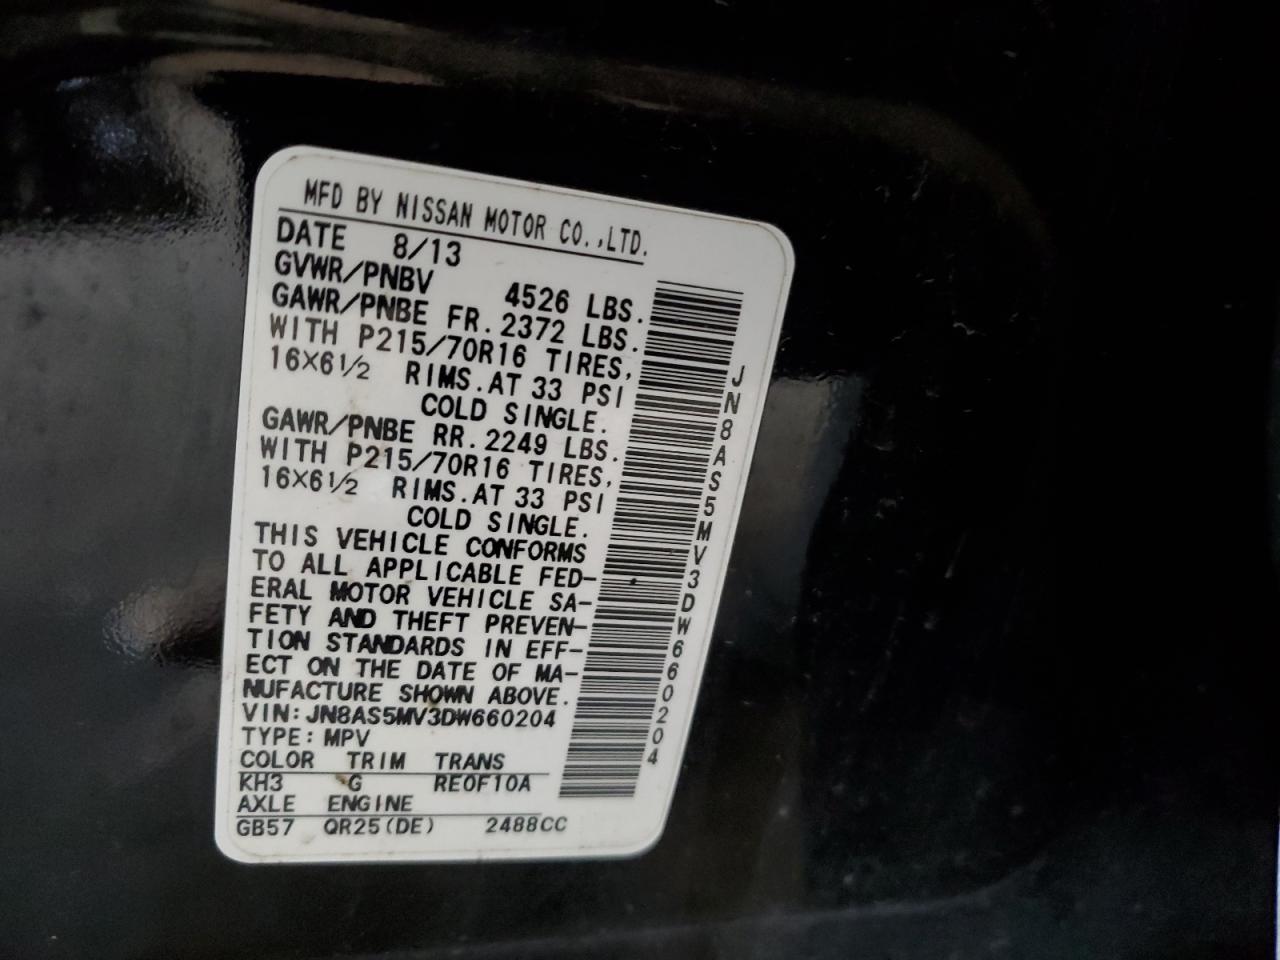 MFD BY NISSAN MOTOR CO.,LTD.
DATE 8/13
GVWR/PNBV 4526 LBS.
GAWR/PNBE FR. 2372 LBS.
WITH P215/70R16 TIRES,
16X6½ RIMS. AT 33 PSI
COLD SINGLE.
GAWR/PNBE RR. 2249 LBS.
WITH P215/70R16 TIRES,
16X6½ RIMS. AT 33 PSI
COLD SINGLE.
THIS VEHICLE CONFORMS
TO ALL APPLICABLE FED-
ERAL MOTOR VEHICLE SA-
FETY AND THEFT PREVEN-
TION STANDARDS IN EFF-
ECT ON THE DATE OF MA-
NUFACTURE SHOWN ABOVE.
VIN: JN8AS5MV3DW660204
TYPE: MPV
COLOR TRIM TRANS
KH3 G RE0F10A
AXLE ENGINE
GB57 QR25(DE) 2488CC
JN8AS5MV3DW660204